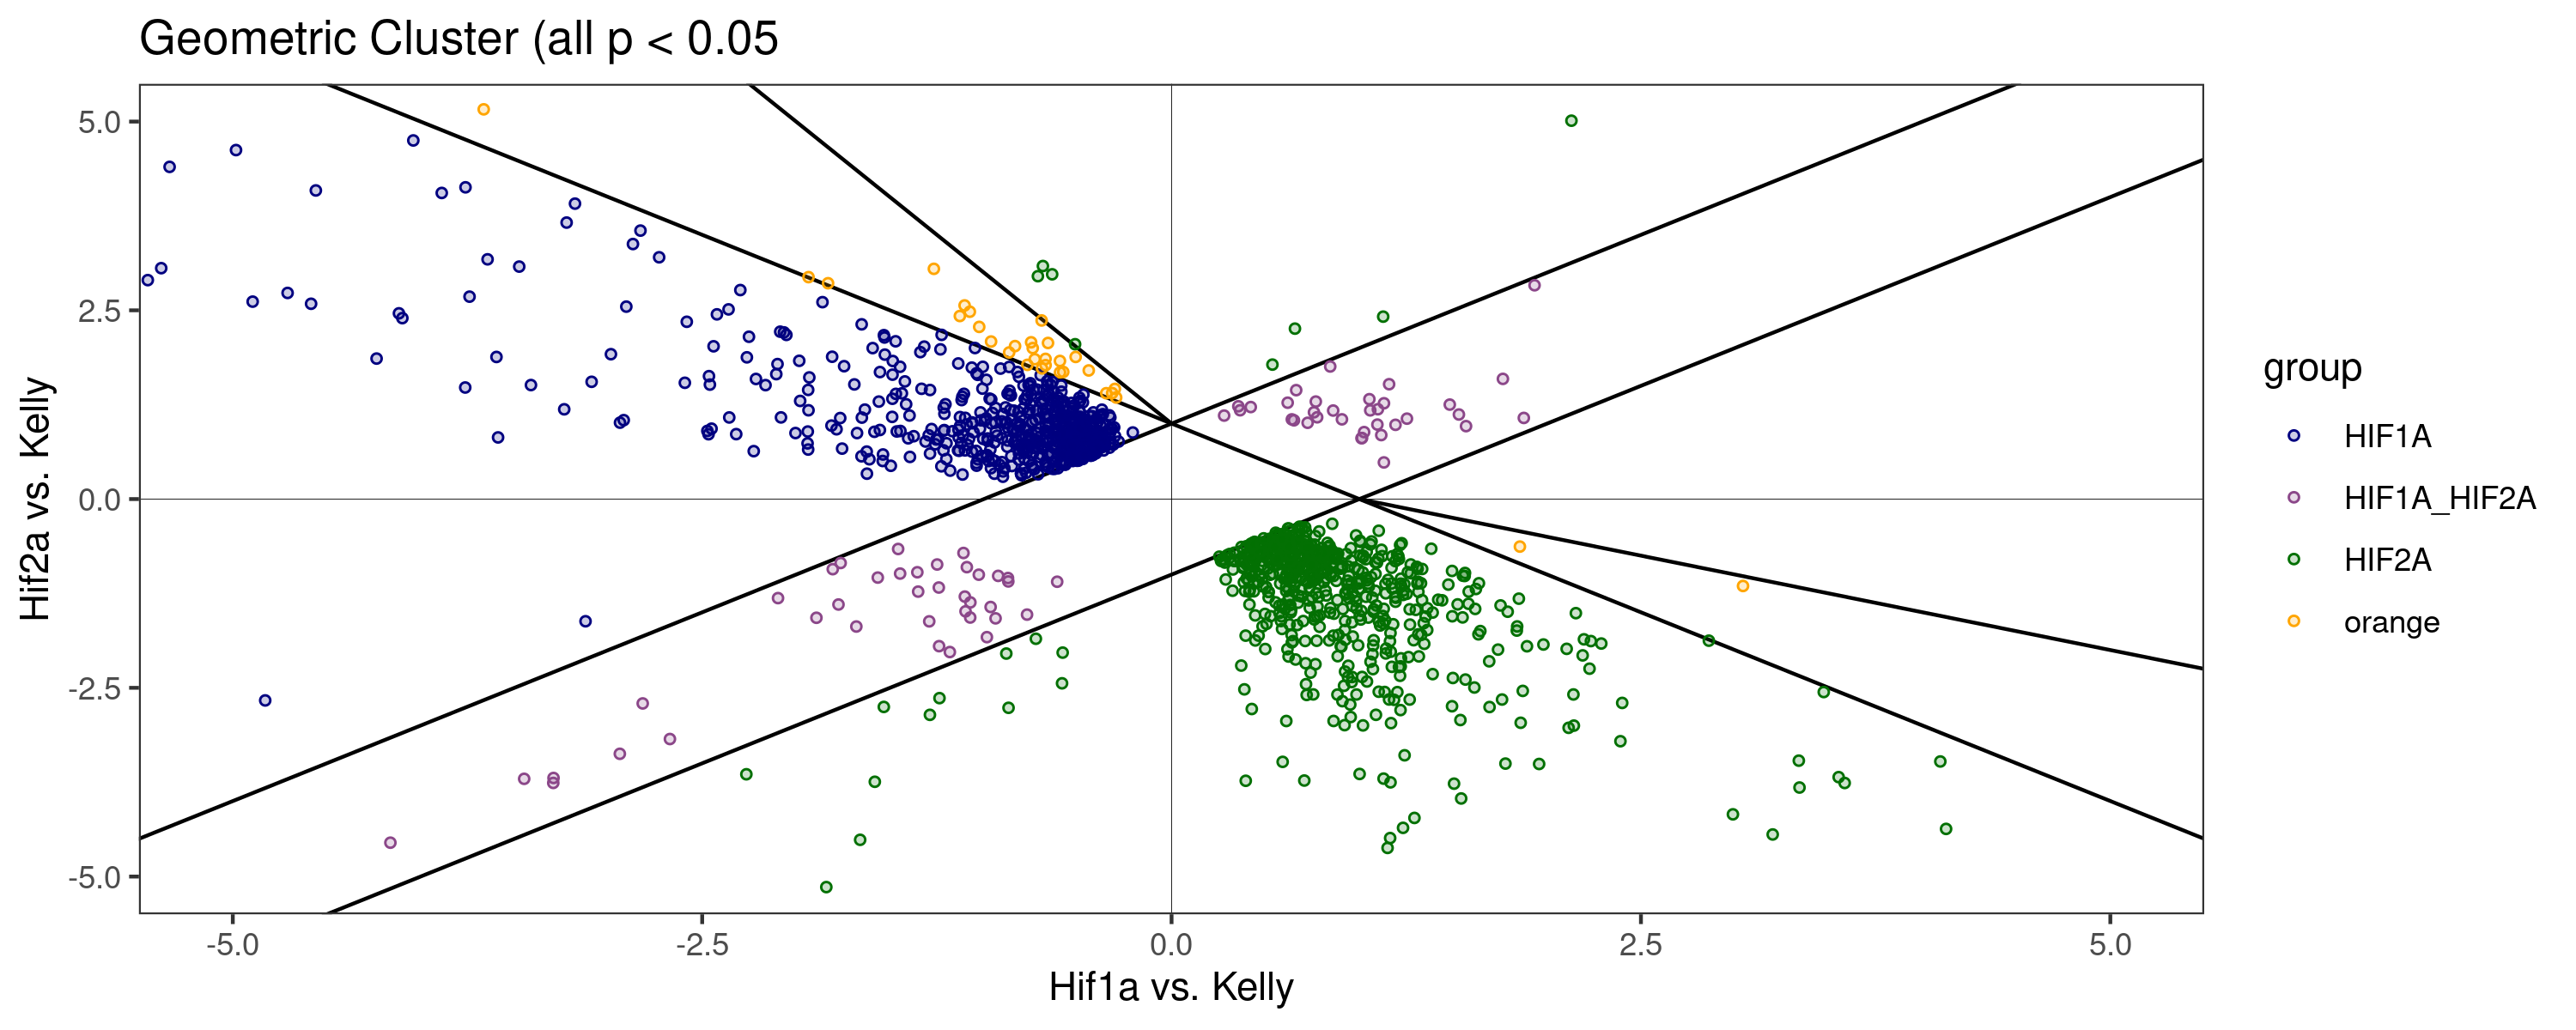 Geometric Cluster (all p < 0.05
Hif2a vs. Kelly
5.0
2.5
0.0
-2.5
-5.0
-5.0
-2.5
0.0
2.5
5.0
Hif1a vs. Kelly
group
HIF1A
HIF1A_HIF2A
HIF2A
orange